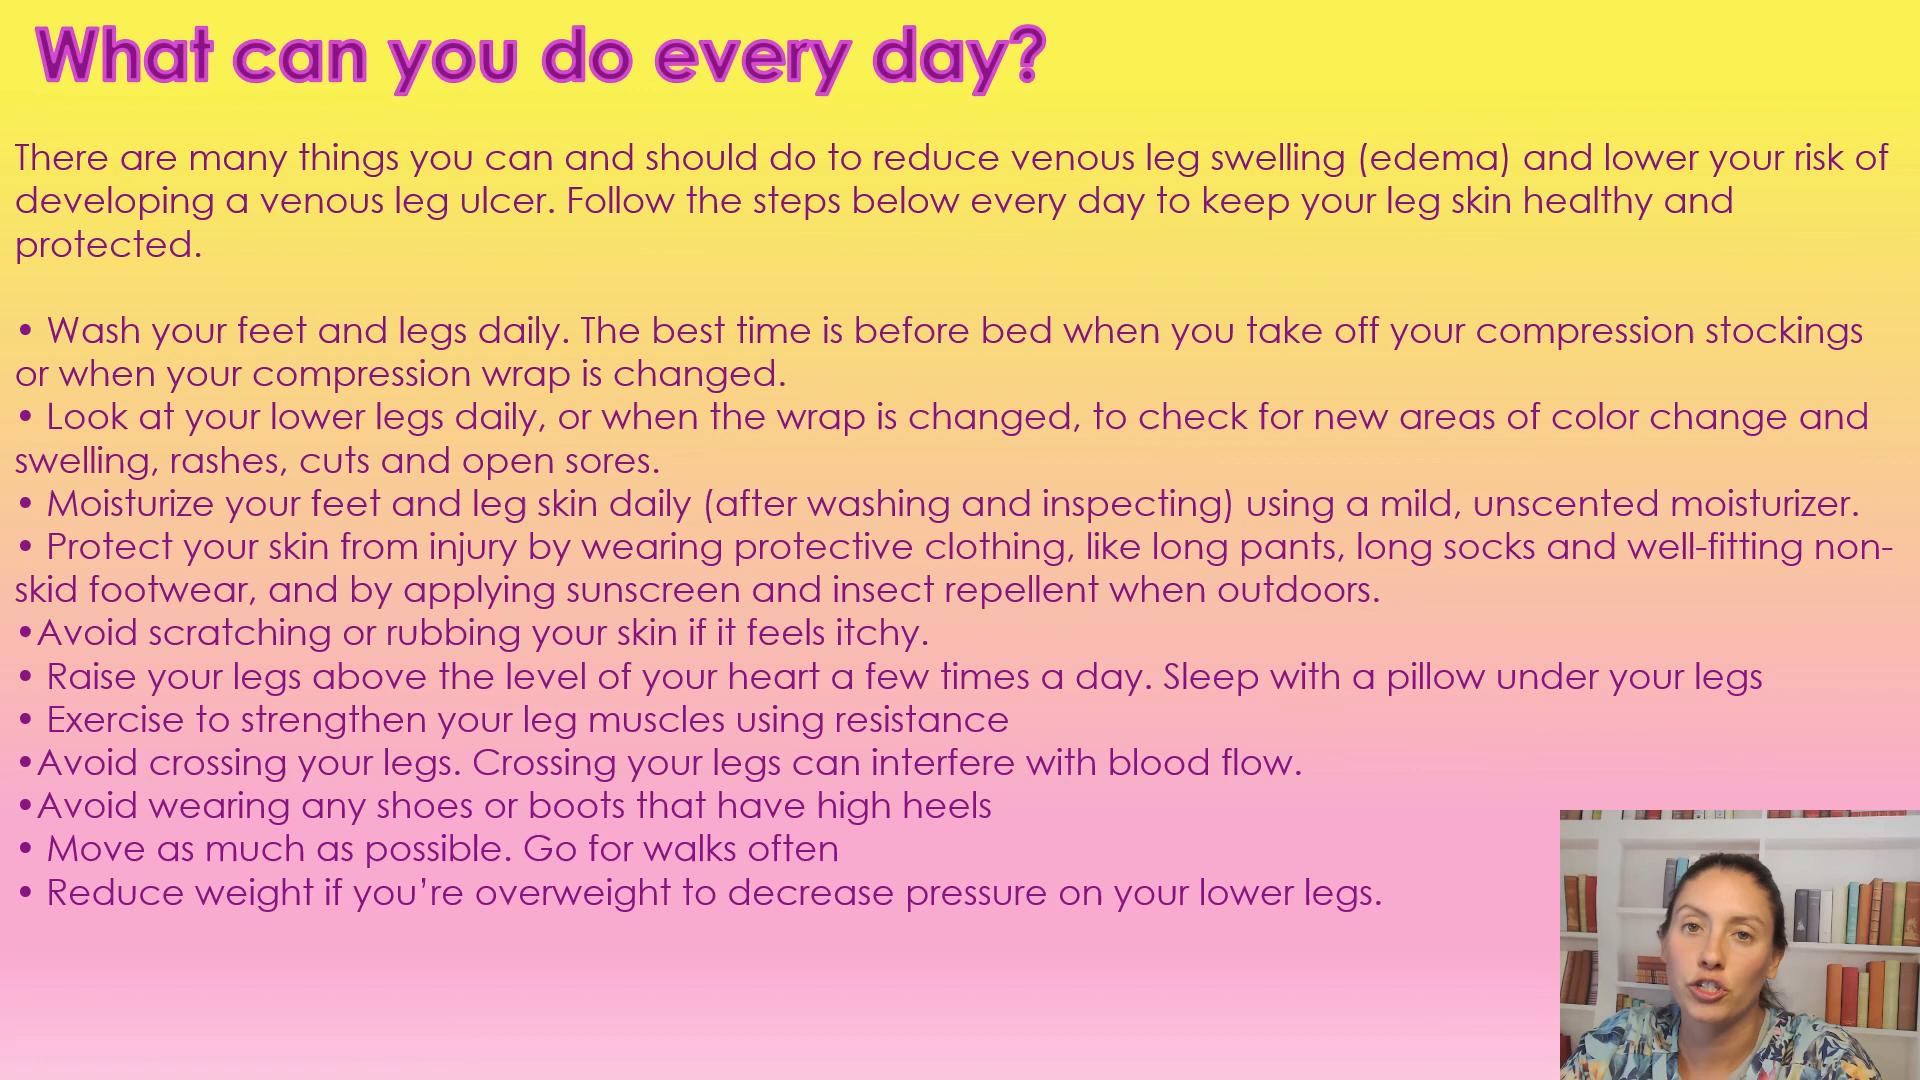 What can you do every day?
There are many things you can and should do to reduce venous leg swelling (edema) and lower your risk of
developing a venous leg ulcer. Follow the steps below every day to keep your leg skin healthy and
protected.
• Wash your feet and legs daily. The best time is before bed when you take off your compression stockings
or when your compression wrap is changed.
• Look at your lower legs daily, or when the wrap is changed, to check for new areas of color change and
swelling, rashes, cuts and open sores.
• Moisturize your feet and leg skin daily (after washing and inspecting) using a mild, unscented moisturizer.
• Protect your skin from injury by wearing protective clothing, like long pants, long socks and well-fitting non-
skid footwear, and by applying sunscreen and insect repellent when outdoors.
•Avoid scratching or rubbing your skin if it feels itchy.
• Raise your legs above the level of your heart a few times a day. Sleep with a pillow under your legs
• Exercise to strengthen your leg muscles using resistance
•Avoid crossing your legs. Crossing your legs can interfere with blood flow.
•Avoid wearing any shoes or boots that have high heels
• Move as much as possible. Go for walks often
• Reduce weight if you’re overweight to decrease pressure on your lower legs.